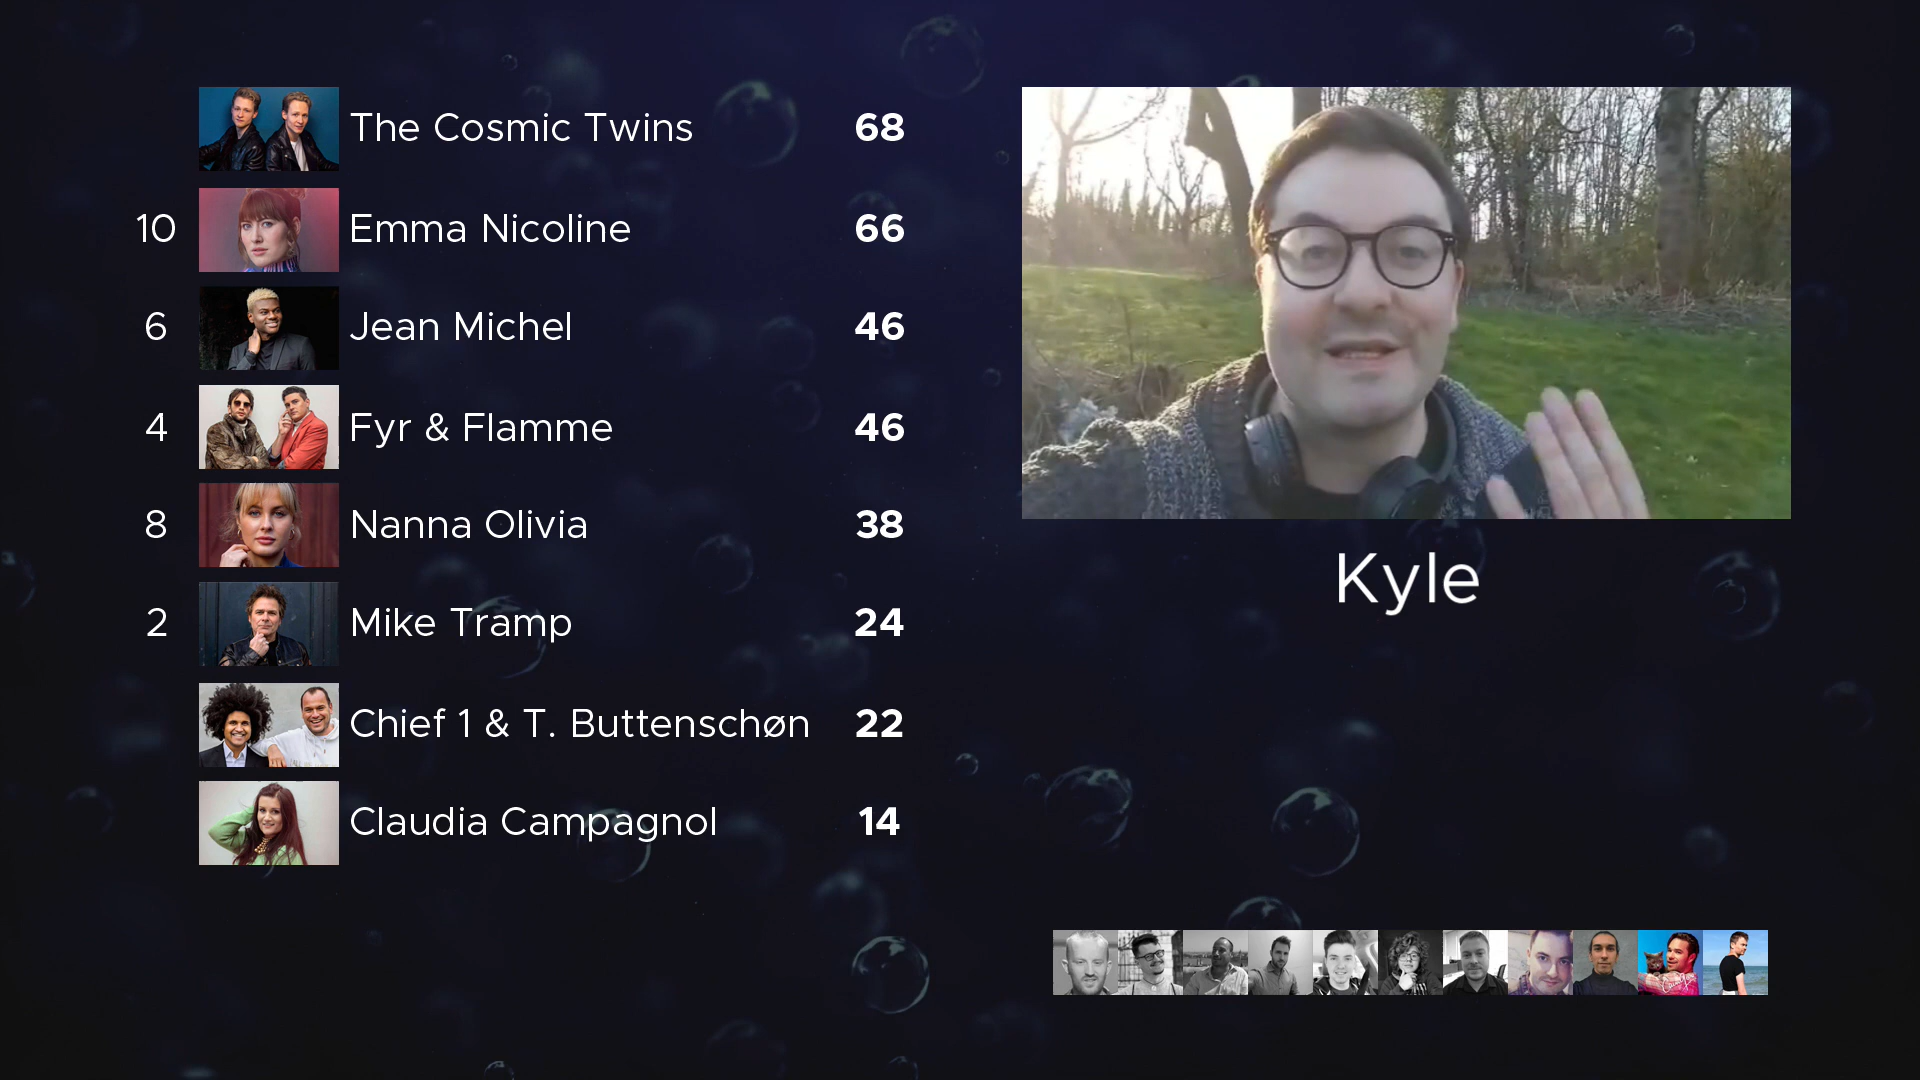 The Cosmic Twins 68
10 Emma Nicoline 66
6 Jean Michel 46
4 Fyr & Flamme 46
8 Nanna Olivia 38
2 Mike Tramp 24
Chief 1 & T. Buttenschøn 22
Claudia Campagnol 14
Kyle